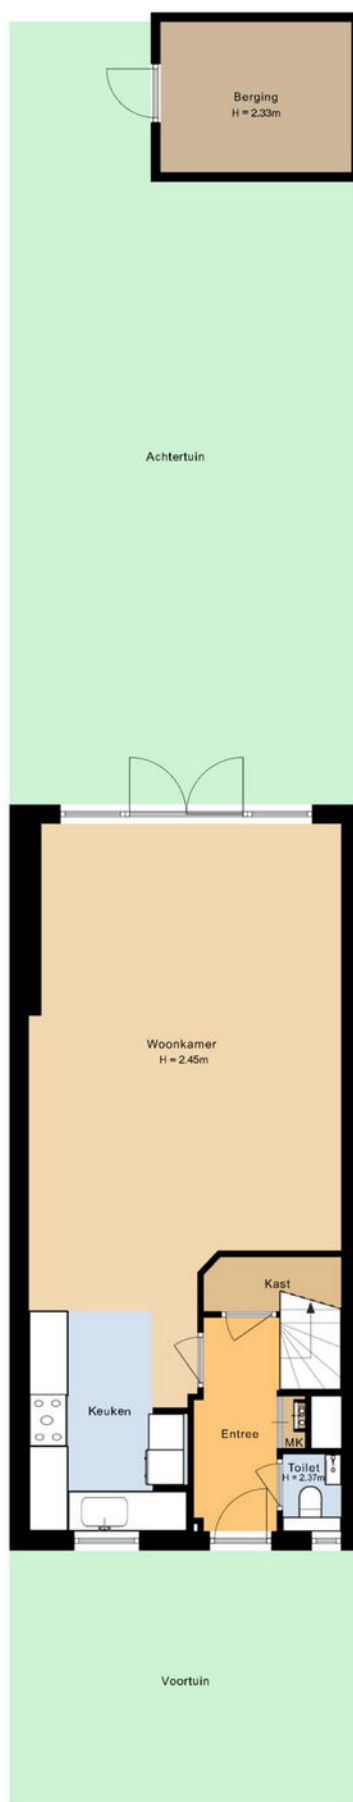 Berging
H = 2.33m
Achtertuin
Woonkamer
H = 2.45m
Kast
Keuken
Entree
MK
Toilet
H = 2.37m
Voortuin